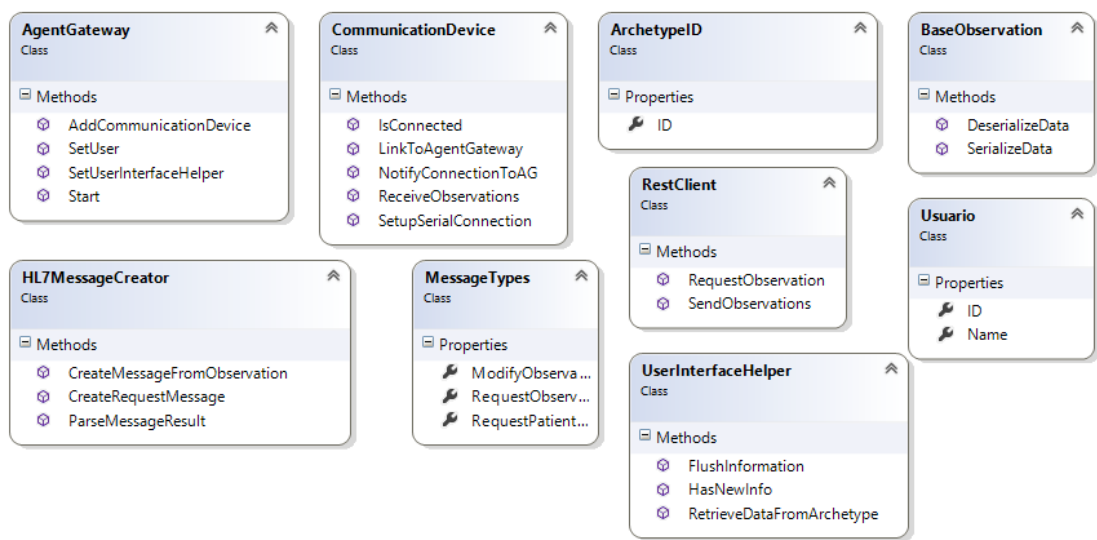 AgentGateway
Class
Methods
AddCommunicationDevice
SetUser
SetUserInterfaceHelper
Start
CommunicationDevice
Class
Methods
IsConnected
LinkToAgentGateway
NotifyConnectionToAG
ReceiveObservations
SetupSerialConnection
ArchetypeID
Class
Properties
ID
BaseObservation
Class
Methods
DeserializeData
SerializeData
RestClient
Class
Methods
RequestObservation
SendObservations
Usuario
Class
Properties
ID
Name
HL7MessageCreator
Class
Methods
CreateMessageFromObservation
CreateRequestMessage
ParseMessageResult
MessageTypes
Class
Properties
ModifyObserva...
RequestObserv...
RequestPatient...
UserInterfaceHelper
Class
Methods
FlushInformation
HasNewInfo
RetrieveDataFromArchetype